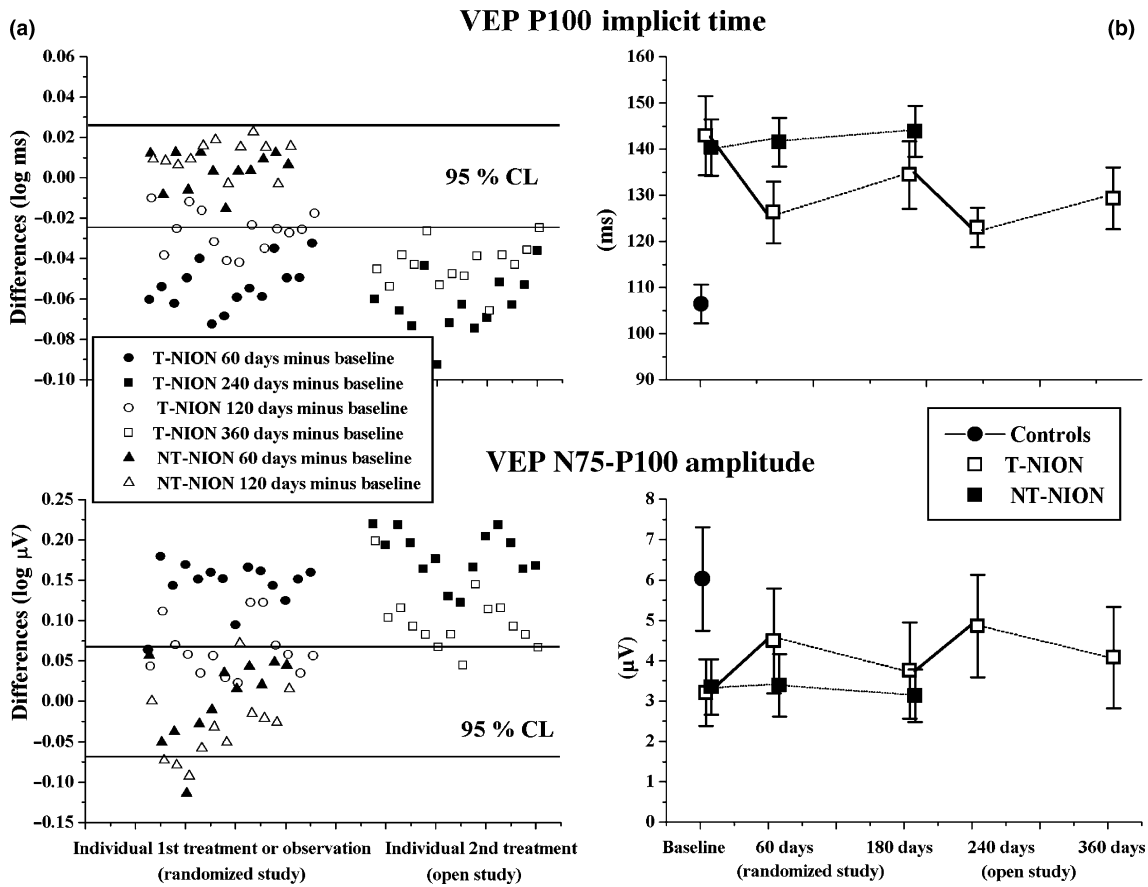 (a)
VEP P100 implicit time
(b)
0.06
0.04
0.02
0.00
–0.02
–0.04
–0.06
–0.08
–0.10
Differences (log ms)
95 % CL
160
150
140
130
120
110
100
90
(ms)
T-NION 60 days minus baseline
T-NION 240 days minus baseline
T-NION 120 days minus baseline
T-NION 360 days minus baseline
NT-NION 60 days minus baseline
NT-NION 120 days minus baseline
Controls
T-NION
NT-NION
VEP N75-P100 amplitude
0.25
0.20
0.15
0.10
0.05
0.00
–0.05
–0.10
–0.15
Differences (log µV)
95 % CL
8
7
6
5
4
3
2
1
0
(µV)
Individual 1st treatment or observation
(randomized study)
Individual 2nd treatment
(open study)
Baseline
60 days
180 days
240 days
360 days
(randomized study)
(open study)